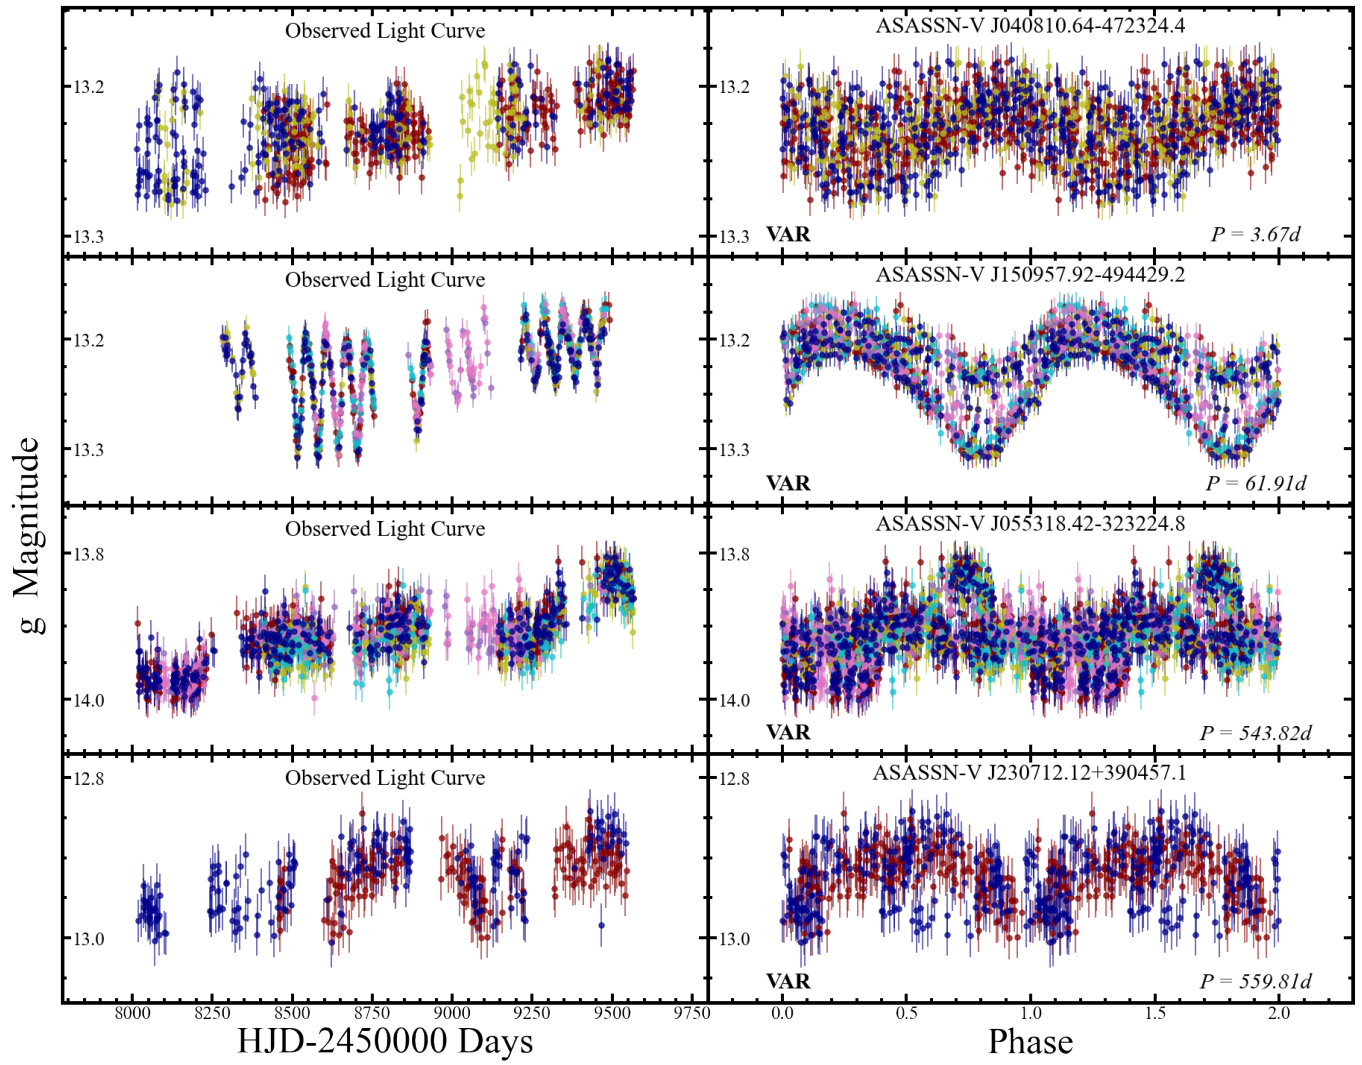 Observed Light Curve
ASASSN-V J040810.64-472324.4
13.2
13.3
VAR
P = 3.67d
Observed Light Curve
ASASSN-V J150957.92-494429.2
13.2
13.3
VAR
P = 61.91d
Observed Light Curve
ASASSN-V J055318.42-323224.8
13.8
14.0
VAR
P = 543.82d
Observed Light Curve
ASASSN-V J230712.12+390457.1
12.8
13.0
VAR
P = 559.81d
g Magnitude
8000 8250 8500 8750 9000 9250 9500 9750
0.0 0.5 1.0 1.5 2.0
HJD-2450000 Days
Phase